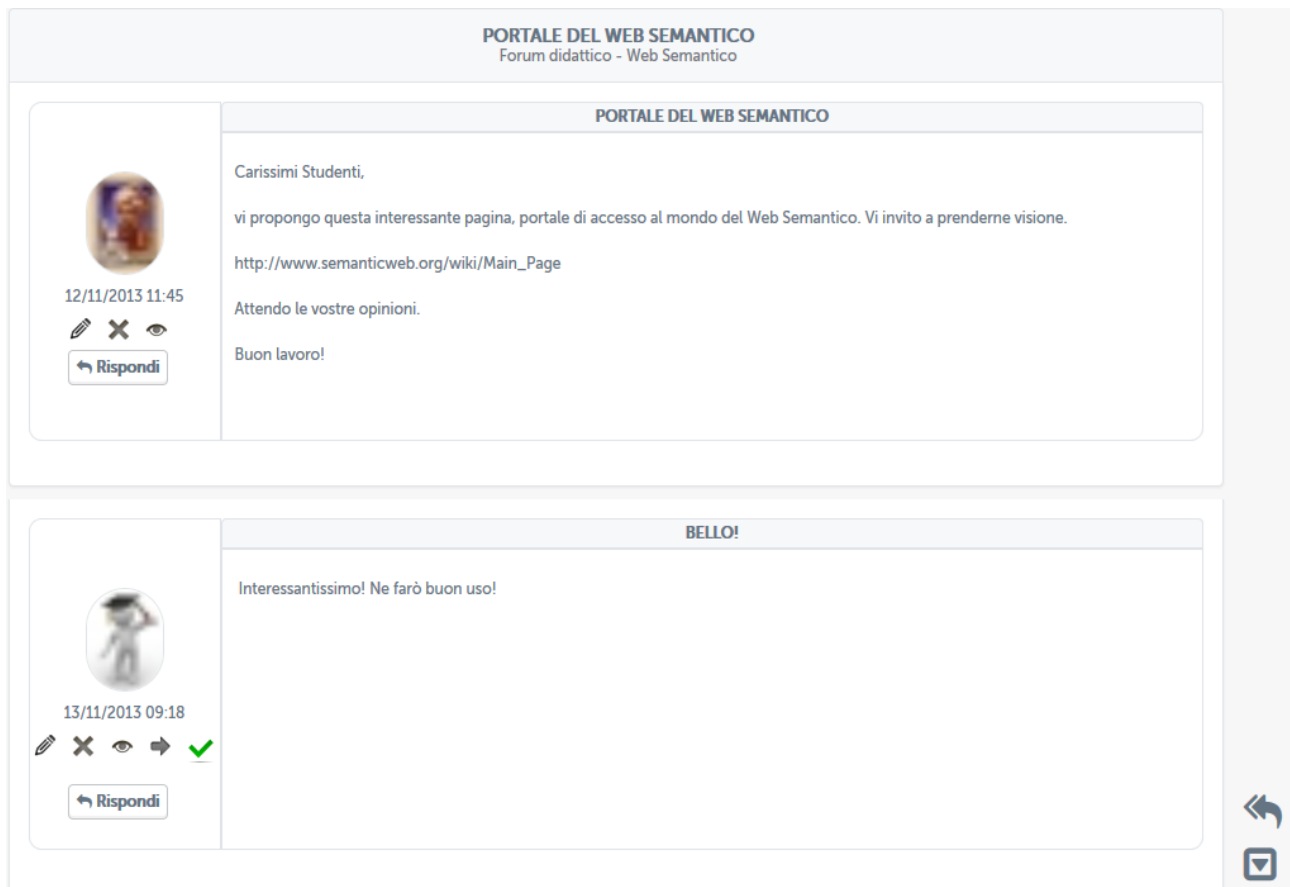 PORTALE DEL WEB SEMANTICO
Forum didattico - Web Semantico
PORTALE DEL WEB SEMANTICO
Carissimi Studenti,
vi propongo questa interessante pagina, portale di accesso al mondo del Web Semantico. Vi invito a prenderne visione.
http://www.semanticweb.org/wiki/Main_Page
Attendo le vostre opinioni.
Buon lavoro!
12/11/2013 11:45
Rispondi
BELLO!
Interessantissimo! Ne farò buon uso!
13/11/2013 09:18
Rispondi